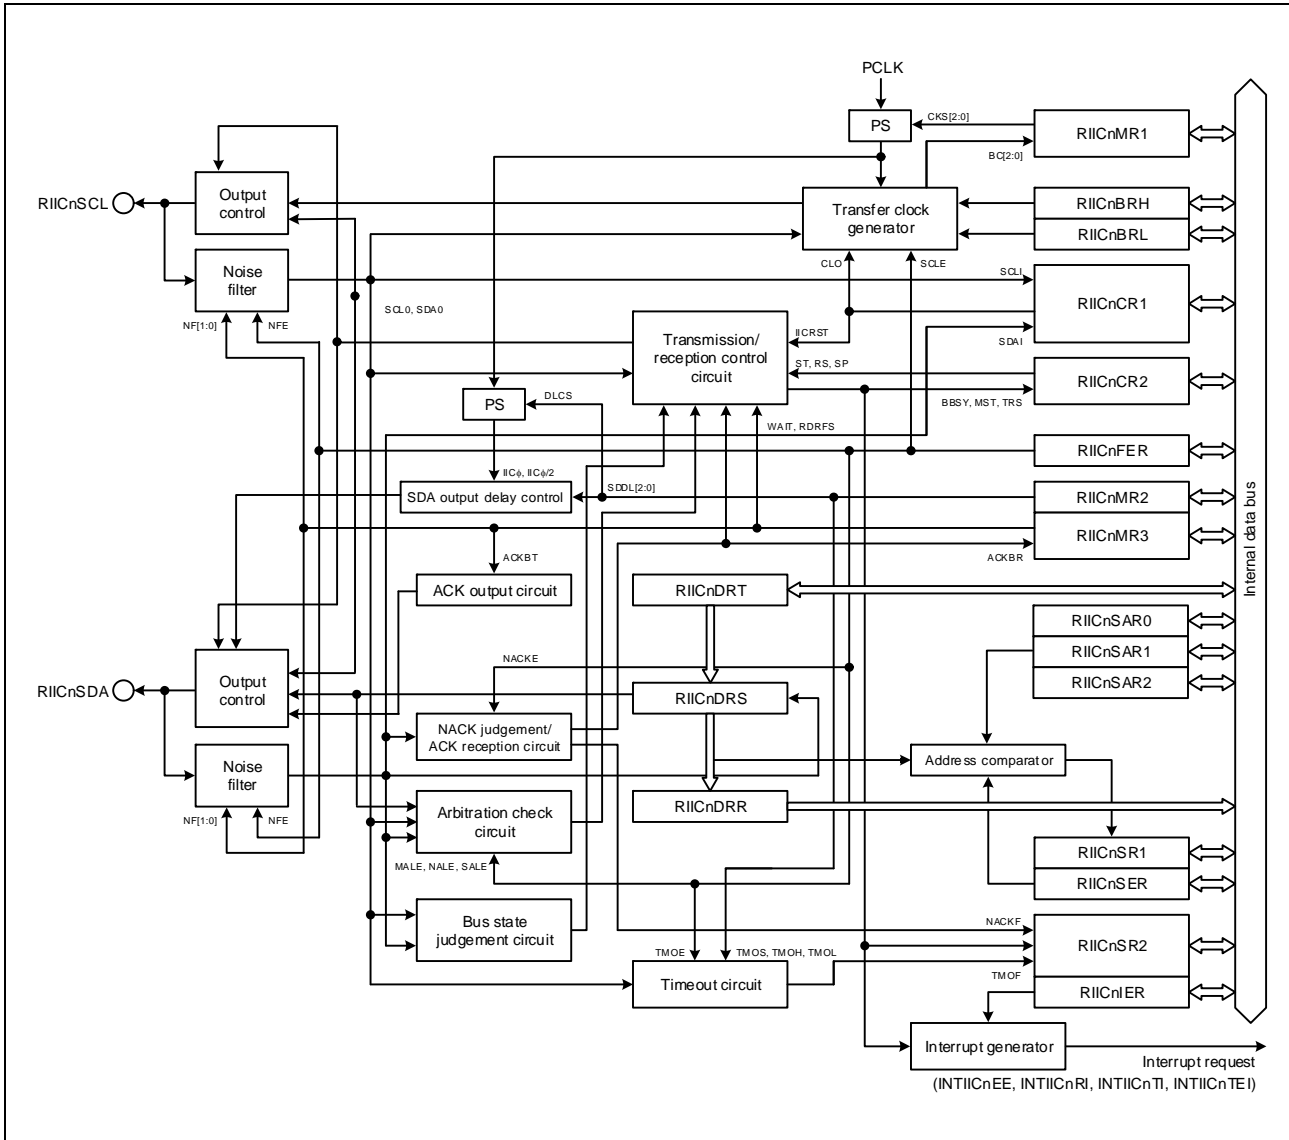 PCLK
PS
CKS[2:0]
RIICnMR1
BC[2:0]
RIICnSCL
Output
control
Transfer clock
generator
RIICnBRH
RIICnBRL
Noise
filter
CLO
SCLE
SCLI
RIICnCR1
SCL0, SDA0
NF[1:0]
NFE
Transmission/
reception control
circuit
IICRST
SDAI
ST, RS, SP
RIICnCR2
BBSY, MST, TRS
PS
DLCS
WAIT, RDRFS
RIICnFER
IICϕ, IICϕ/2
SDA output delay control
SDDL[2:0]
RIICnMR2
RIICnMR3
ACKBT
ACKBR
Internal data bus
ACK output circuit
RIICnDRT
RIICnSAR0
RIICnSAR1
RIICnSAR2
NACKE
RIICnSDA
Output
control
RIICnDRS
NACK judgement/
ACK reception circuit
Noise
filter
Address comparator
RIICnDRR
NF[1:0]
NFE
Arbitration check
circuit
MALE, NALE, SALE
RIICnSR1
RIICnSER
Bus state
judgement circuit
NACKF
RIICnSR2
TMOE
TMOS, TMOH, TMOL
TMOF
Timeout circuit
RIICnIER
Interrupt generator
Interrupt request
(INTIICnEE, INTIICnRI, INTIICnTI, INTIICnTEI)